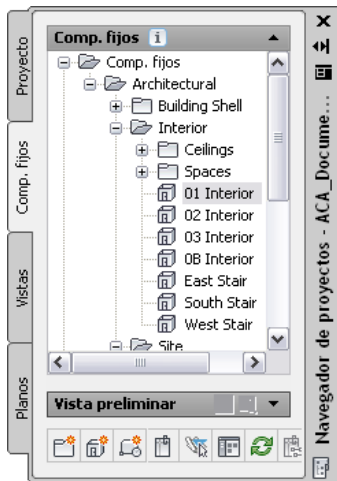 Proyecto
Comp. fijos
Vistas
Planos
Comp. fijos
Comp. fijos
Architectural
Building Shell
Interior
Ceilings
Spaces
01 Interior
02 Interior
03 Interior
0B Interior
East Stair
South Stair
West Stair
Site
Vista preliminar
Navegador de proyectos - ACA_Docume...